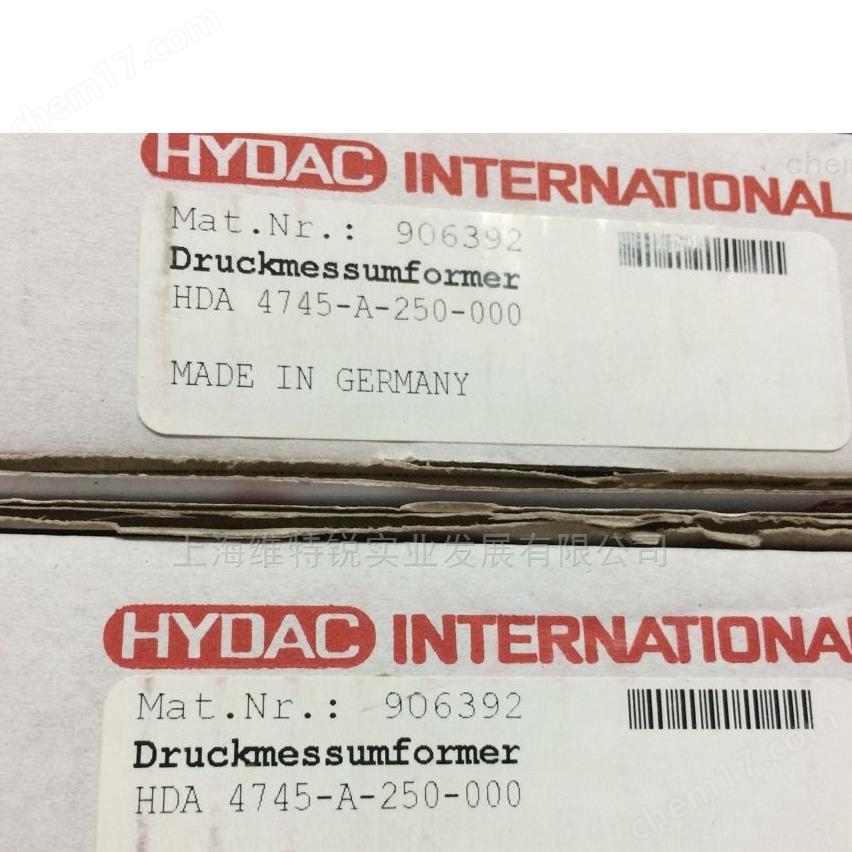 chem17.com
HYDAC INTERNATIONAL
chem
Mat.Nr.: 906392
Druckmessumformer
HDA 4745-A-250-000
MADE IN GERMANY
上海维特锐实业发展有限公司
HYDAC INTERNATIONAL
Mat.Nr.: 906392
Druckmessumformer
HDA 4745-A-250-000
chem17.com